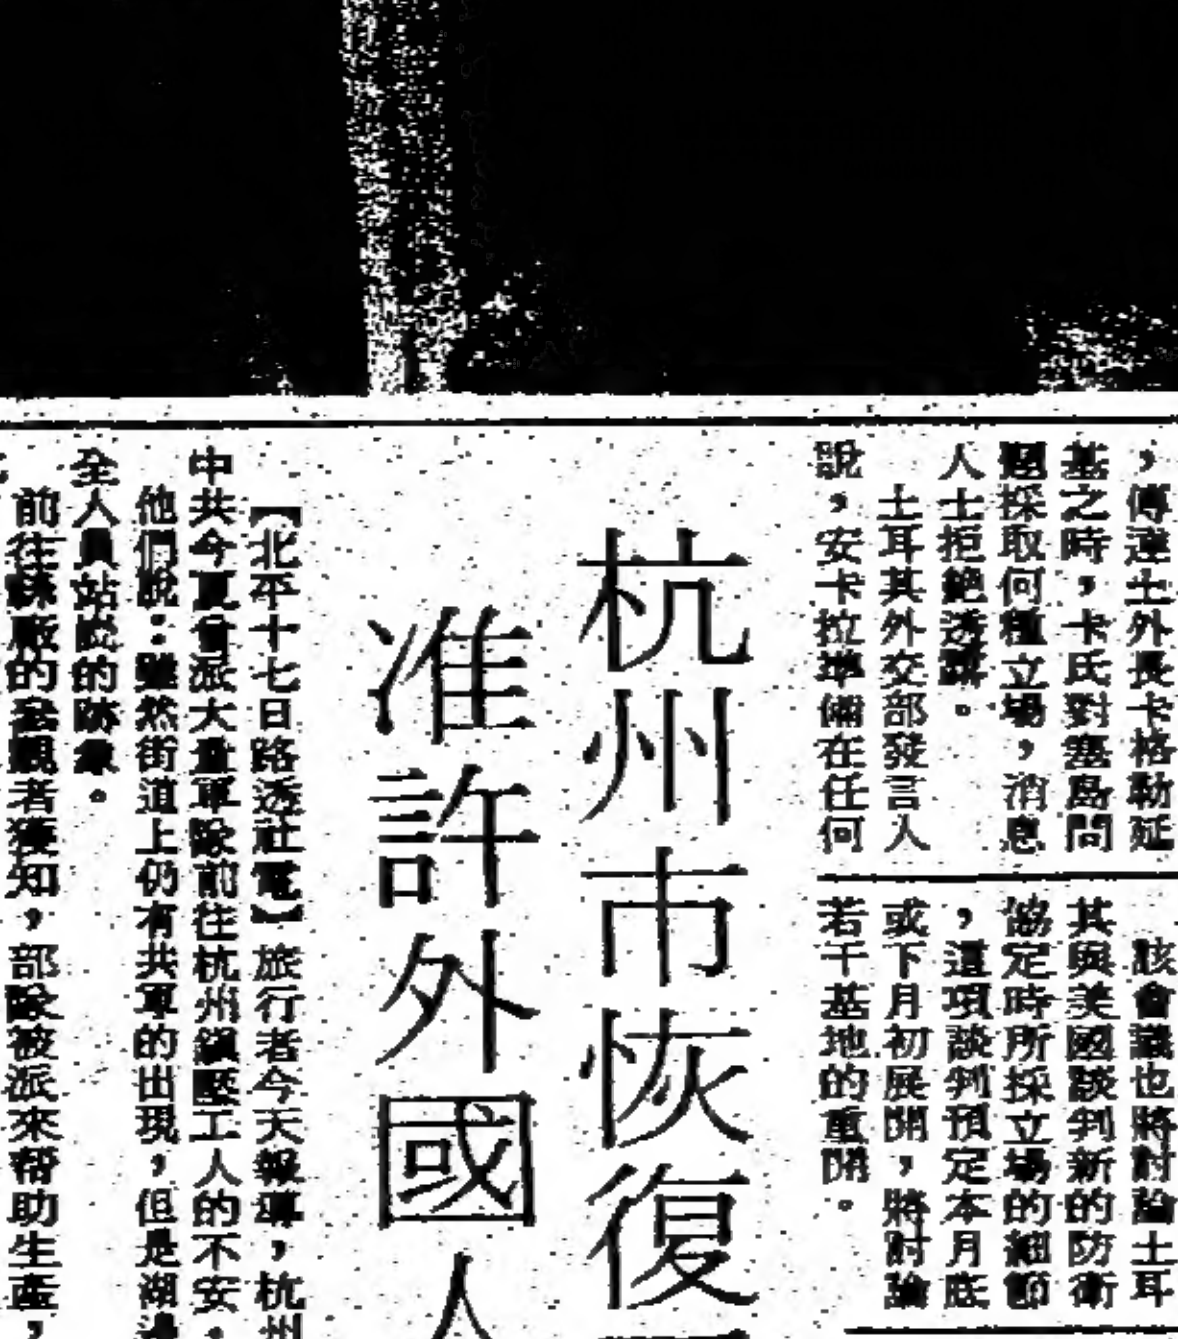 ，傳達土外長卡格勒延
基之時，卡氏對塞島問
題採取何種立場，消息
人士拒絕透露。
土耳其外交部發言人
說，安卡拉準備在任何
該會議也將討論土耳
其與美國談判新的防衛
協定時所採立場的細節
，這項談判預定本月底
或下月初展開，將討論
若干基地的重開。
杭州市恢復
准許外國人
【北平十七日路透社電】旅行者今天報導，杭州
中共今夏曾派大量軍隊前往杭州鎮壓工人的不安。
他們說：雖然街道上仍有共軍的出現，但是湖邊
全人員站崗的跡象。
前往廠的參觀者獲知，部隊被派來幫助生產，